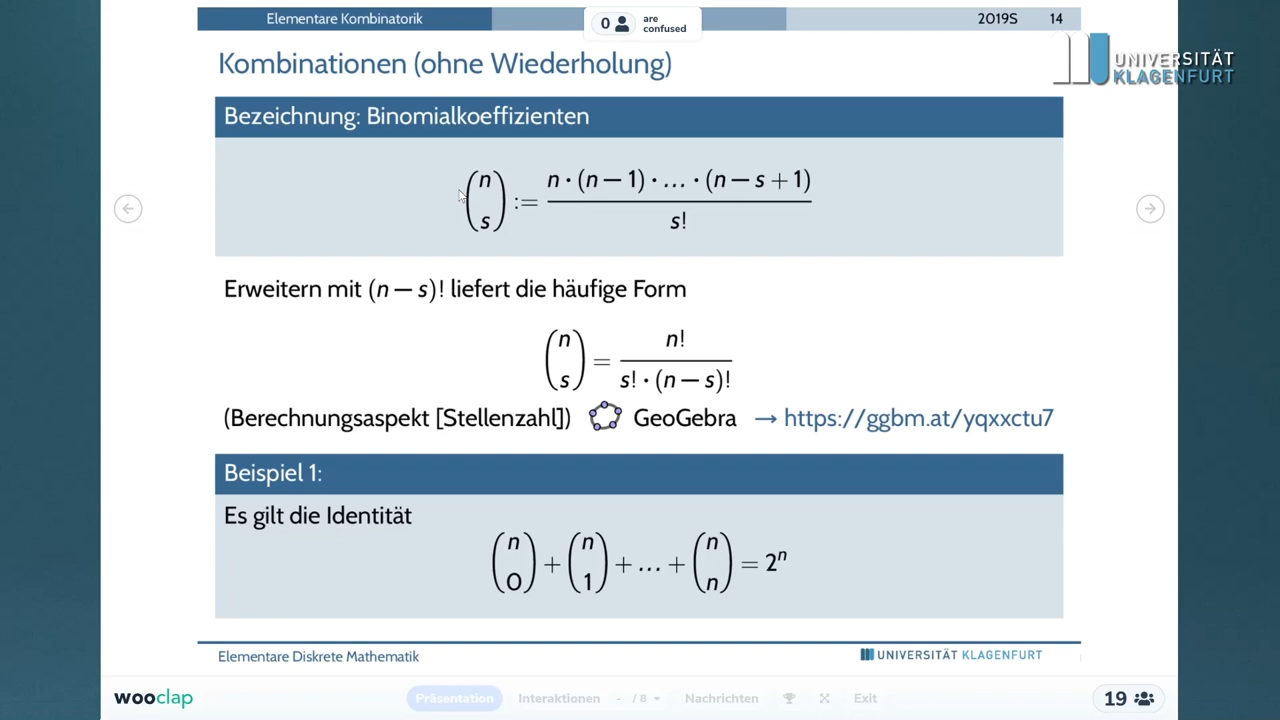 Elementare Kombinatorik
2019S 14
0 are confused
Kombinationen (ohne Wiederholung)
UNIVERSITÄT KLAGENFURT
Bezeichnung: Binomialkoeffizienten
(n s) := n · (n − 1) · … · (n − s + 1) / s!
Erweitern mit (n − s)! liefert die häufige Form
(n s) = n! / s! · (n − s)!
(Berechnungsaspekt [Stellenzahl]) GeoGebra → https://ggbm.at/yqxxctu7
Beispiel 1:
Es gilt die Identität
(n 0) + (n 1) + … + (n n) = 2ⁿ
Elementare Diskrete Mathematik
UNIVERSITÄT KLAGENFURT
wooclap
Präsentation Interaktionen - / 8 Nachrichten Exit
19